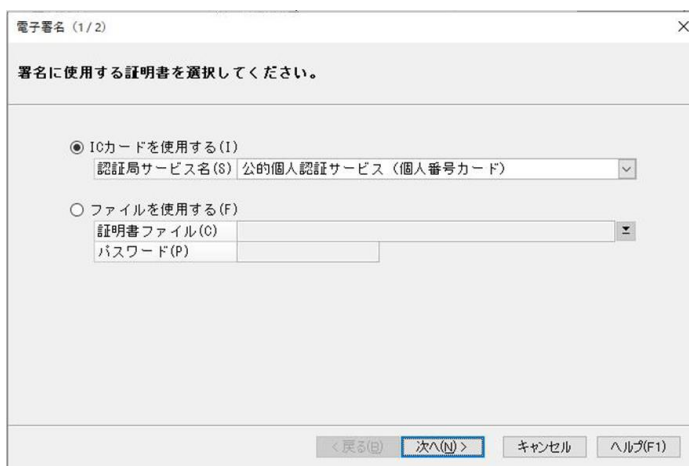 電子署名（1/2）
署名に使用する証明書を選択してください。
ICカードを使用する(I)
認証局サービス名(S) 公的個人認証サービス（個人番号カード）
ファイルを使用する(F)
証明書ファイル(C)
パスワード(P)
<戻る(B) 次へ(N)> キャンセル ヘルプ(F1)